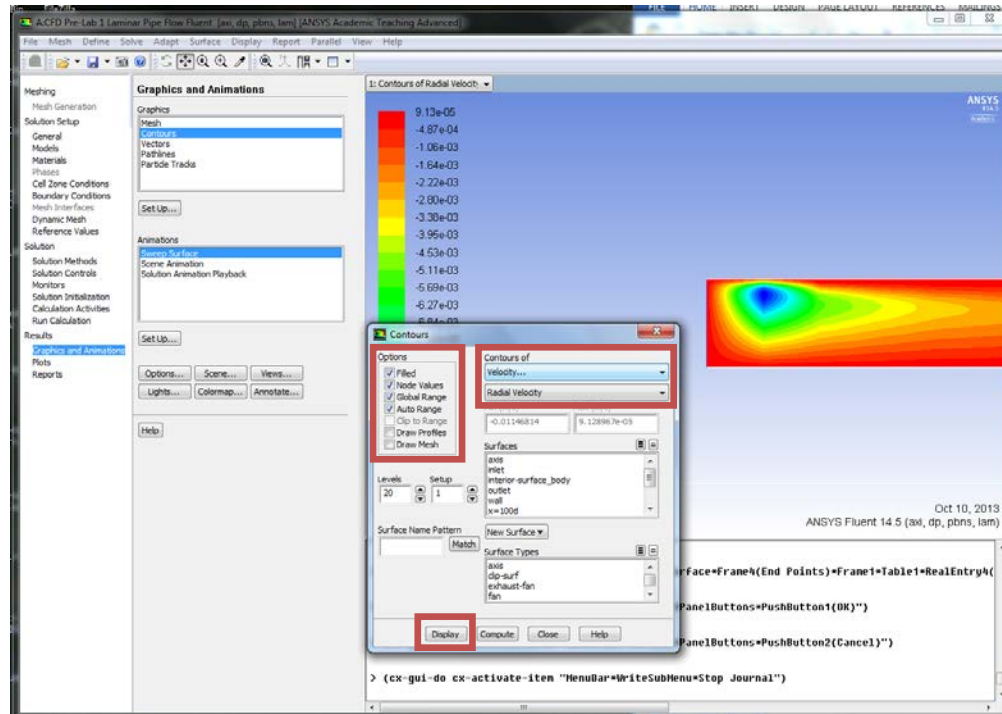 FILE HOME INSERT DESIGN PAGE LAYOUT REFERENCES MAILINGS
A:CFD Pre-Lab 1 Laminar Pipe Flow Fluent [axi, dp, pbns, lam] [ANSYS Academic Teaching Advanced]
File Mesh Define Solve Adapt Surface Display Report Parallel View Help
Meshing
Mesh Generation
Solution Setup
General
Models
Materials
Phases
Cell Zone Conditions
Boundary Conditions
Mesh Interfaces
Dynamic Mesh
Reference Values
Solution
Solution Methods
Solution Controls
Monitors
Solution Initialization
Calculation Activities
Run Calculation
Results
Graphics and Animations
Plots
Reports
Graphics and Animations
Graphics
Mesh
Contours
Vectors
Pathlines
Particle Tracks
Set Up...
Animations
Sweep Surface
Scene Animation
Solution Animation Playback
Set Up...
Options... Scene... Views...
Lights... Colormap... Annotate...
Help
1: Contours of Radial Velocity
9.13e-05
-4.87e-04
-1.06e-03
-1.64e-03
-2.22e-03
-2.80e-03
-3.38e-03
-3.95e-03
-4.53e-03
-5.11e-03
-5.69e-03
-6.27e-03
-6.84e-03
ANSYS
Contours
Options
Filled
Node Values
Global Range
Auto Range
Clip to Range
Draw Profiles
Draw Mesh
Levels Setup
20 1
Surface Name Pattern
Match
Contours of
Velocity...
Radial Velocity
-0.01146814 9.128967e-05
Surfaces
axis
inlet
interior-surface_body
outlet
wall
x=100d
New Surface
Surface Types
axis
clip-surf
exhaust-fan
fan
Display Compute Close Help
Oct 10, 2013
ANSYS Fluent 14.5 (axi, dp, pbns, lam)
rface*Frame4(End Points)*Frame1*Table1*RealEntry4(
PanelButtons*PushButton1(OK)")
PanelButtons*PushButton2(Cancel)")
> (cx-gui-do cx-activate-item "MenuBar*WriteSubMenu*Stop Journal")